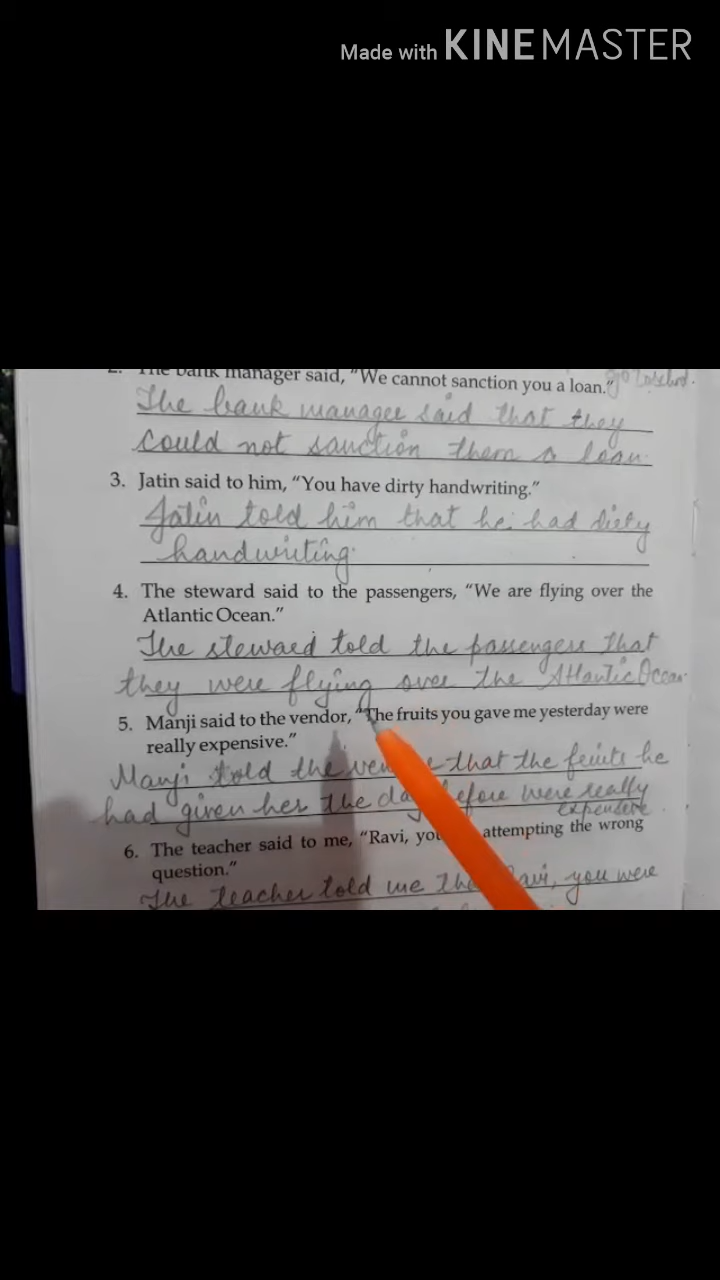 Made with KINEMASTER
2. The bank manager said, "We cannot sanction you a loan."
The bank manager said that they
could not sanction them a loan.
3. Jatin said to him, "You have dirty handwriting."
Jatin told him that he had dirty
handwriting.
4. The steward said to the passengers, "We are flying over the
Atlantic Ocean."
The steward told the passengers that
they were flying over the Atlantic Ocean.
5. Manji said to the vendor, "The fruits you gave me yesterday were
really expensive."
Manji told the that the fruits he
had given her the day before were really
expensive.
6. The teacher said to me, "Ravi, attempting the wrong
question."
The teacher told me Ravi, you were